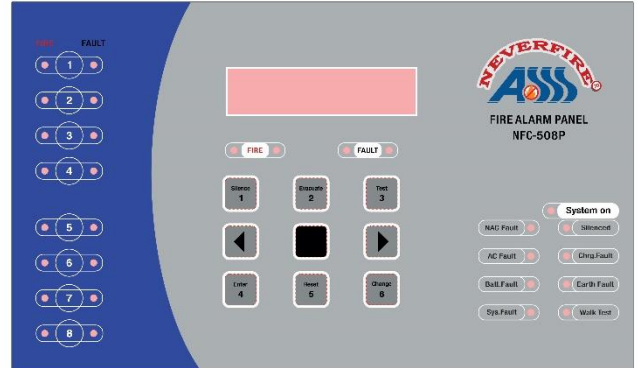 FIRE FAULT
1
2
3
4
5
6
7
8
FIRE FAULT
Silence
1
Evacuate
2
Test
3
Enter
4
Reset
5
Change
6
NEVERFIRE®
ASSS
FIRE ALARM PANEL
NFC-508P
System on
NAC Fault Silenced
AC Fault Chrg.Fault
Batt.Fault Earth Fault
Sys.Fault Walk Test